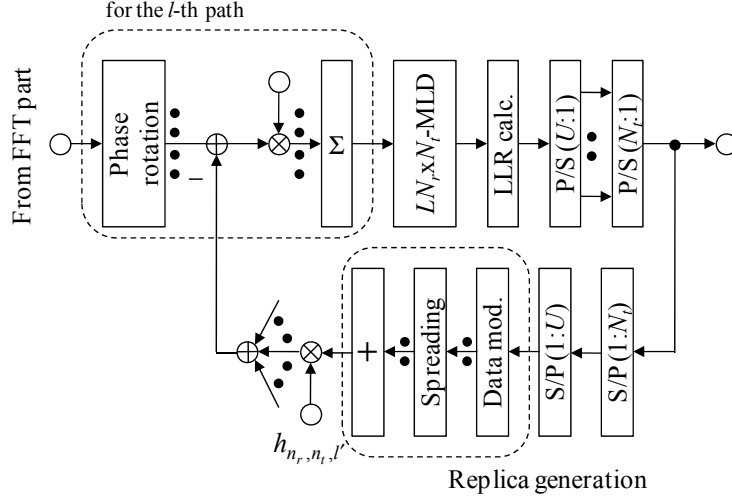 for the l-th path
From FFT part
Phase
rotation
−
Σ
LNrxNt-MLD
LLR calc.
P/S (U:1)
P/S (Nt:1)
+
Spreading
Data mod.
S/P (1:U)
S/P (1:Nt)
hnr,nt,l'
Replica generation